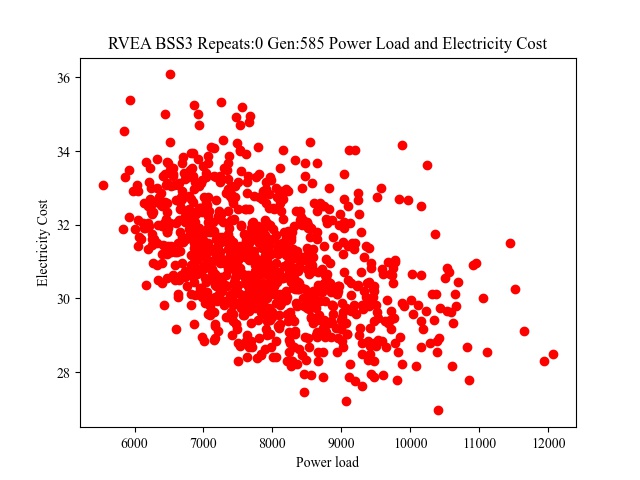 RVEA BSS3 Repeats:0 Gen:585 Power Load and Electricity Cost
36
34
32
30
28
Electricity Cost
6000 7000 8000 9000 10000 11000 12000
Power load